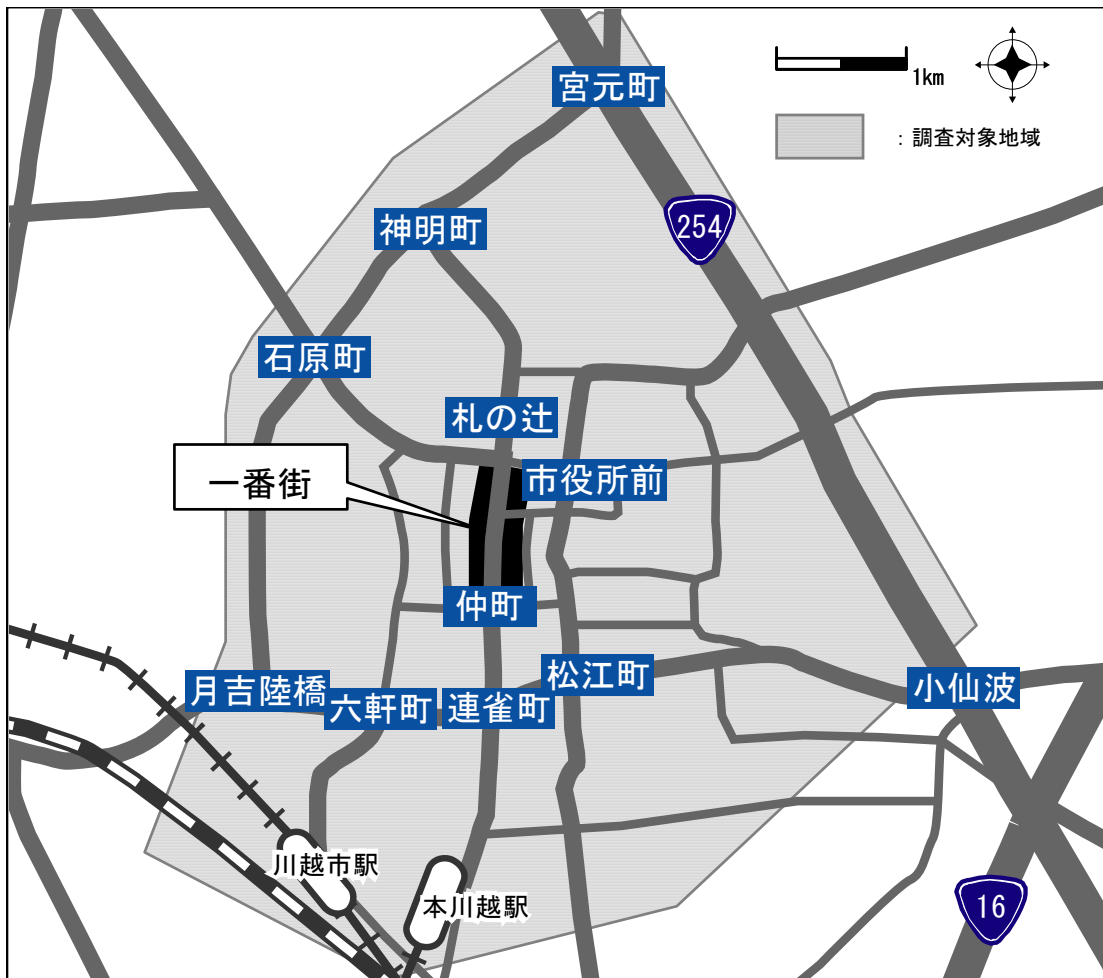 宮元町
1km
：調査対象地域
神明町
254
石原町
札の辻
一番街
市役所前
仲町
月吉陸橋
六軒町
連雀町
松江町
小仙波
川越市駅
本川越駅
16